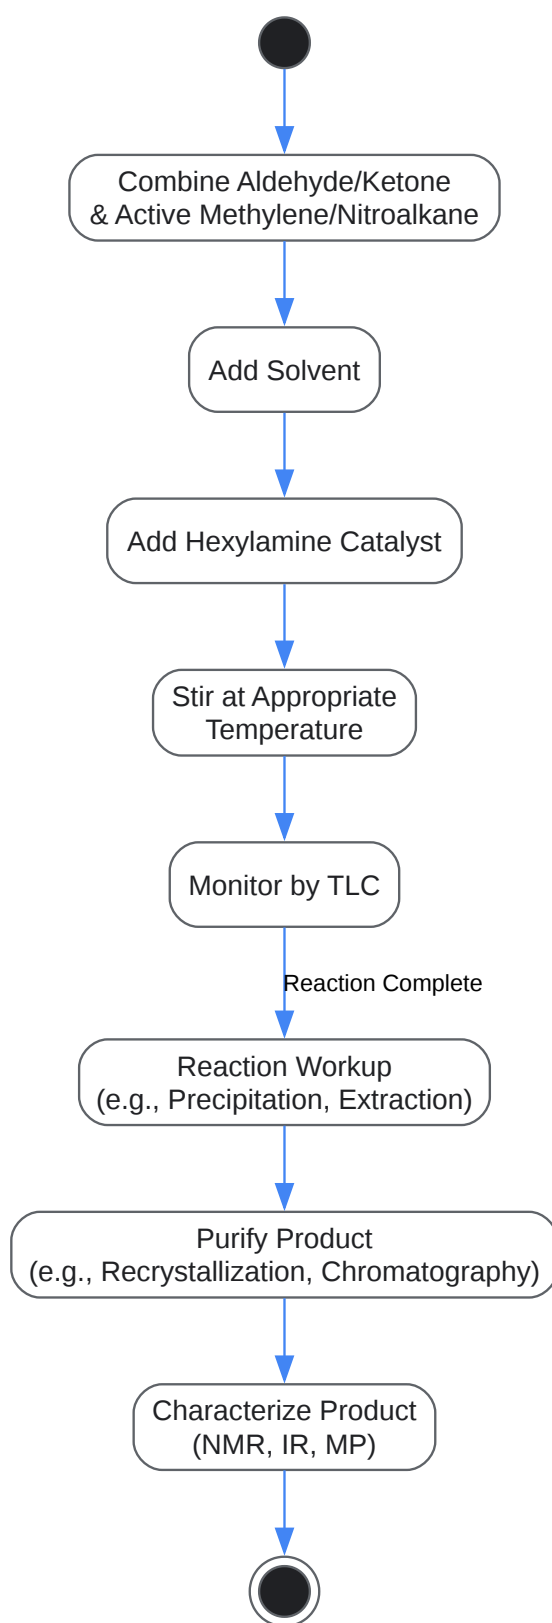 Combine Aldehyde/Ketone
& Active Methylene/Nitroalkane
Add Solvent
Add Hexylamine Catalyst
Stir at Appropriate
Temperature
Monitor by TLC
Reaction Complete
Reaction Workup
(e.g., Precipitation, Extraction)
Purify Product
(e.g., Recrystallization, Chromatography)
Characterize Product
(NMR, IR, MP)